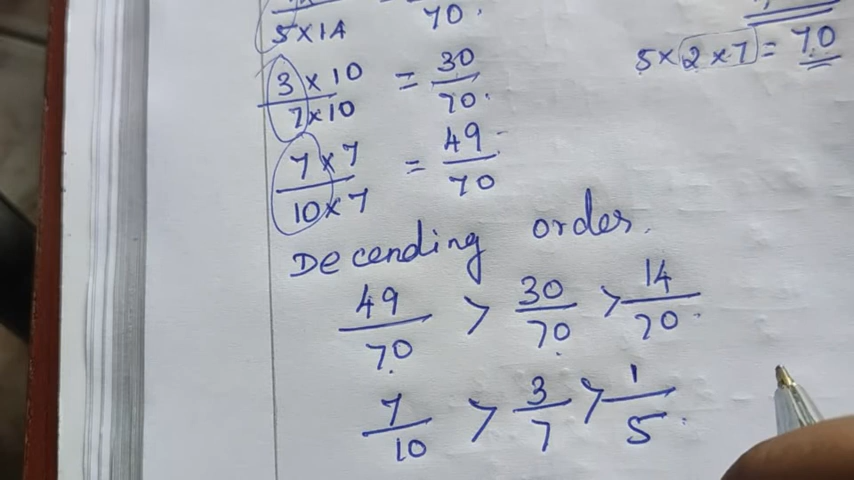 5×14 70.
5×2×7 = 70
3×10 = 30
7×10 70.
7×7 = 49
10×7 70
Decending order.
49 > 30 > 14
70 70 70
7 > 3 > 1
10 7 5